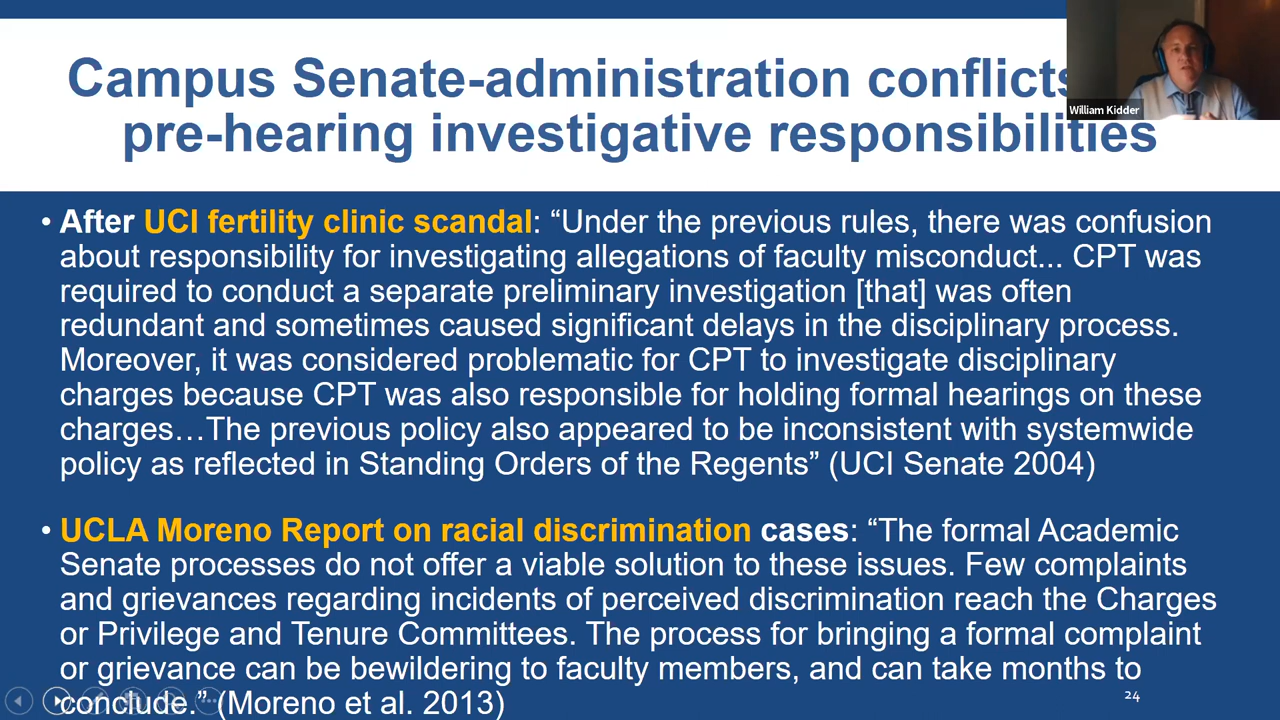 Campus Senate-administration conflicts
pre-hearing investigative responsibilities
William Kidder
• After UCI fertility clinic scandal: “Under the previous rules, there was confusion
about responsibility for investigating allegations of faculty misconduct... CPT was
required to conduct a separate preliminary investigation [that] was often
redundant and sometimes caused significant delays in the disciplinary process.
Moreover, it was considered problematic for CPT to investigate disciplinary
charges because CPT was also responsible for holding formal hearings on these
charges…The previous policy also appeared to be inconsistent with systemwide
policy as reflected in Standing Orders of the Regents” (UCI Senate 2004)
• UCLA Moreno Report on racial discrimination cases: “The formal Academic
Senate processes do not offer a viable solution to these issues. Few complaints
and grievances regarding incidents of perceived discrimination reach the Charges
or Privilege and Tenure Committees. The process for bringing a formal complaint
or grievance can be bewildering to faculty members, and can take months to
conclude.” (Moreno et al. 2013)
24